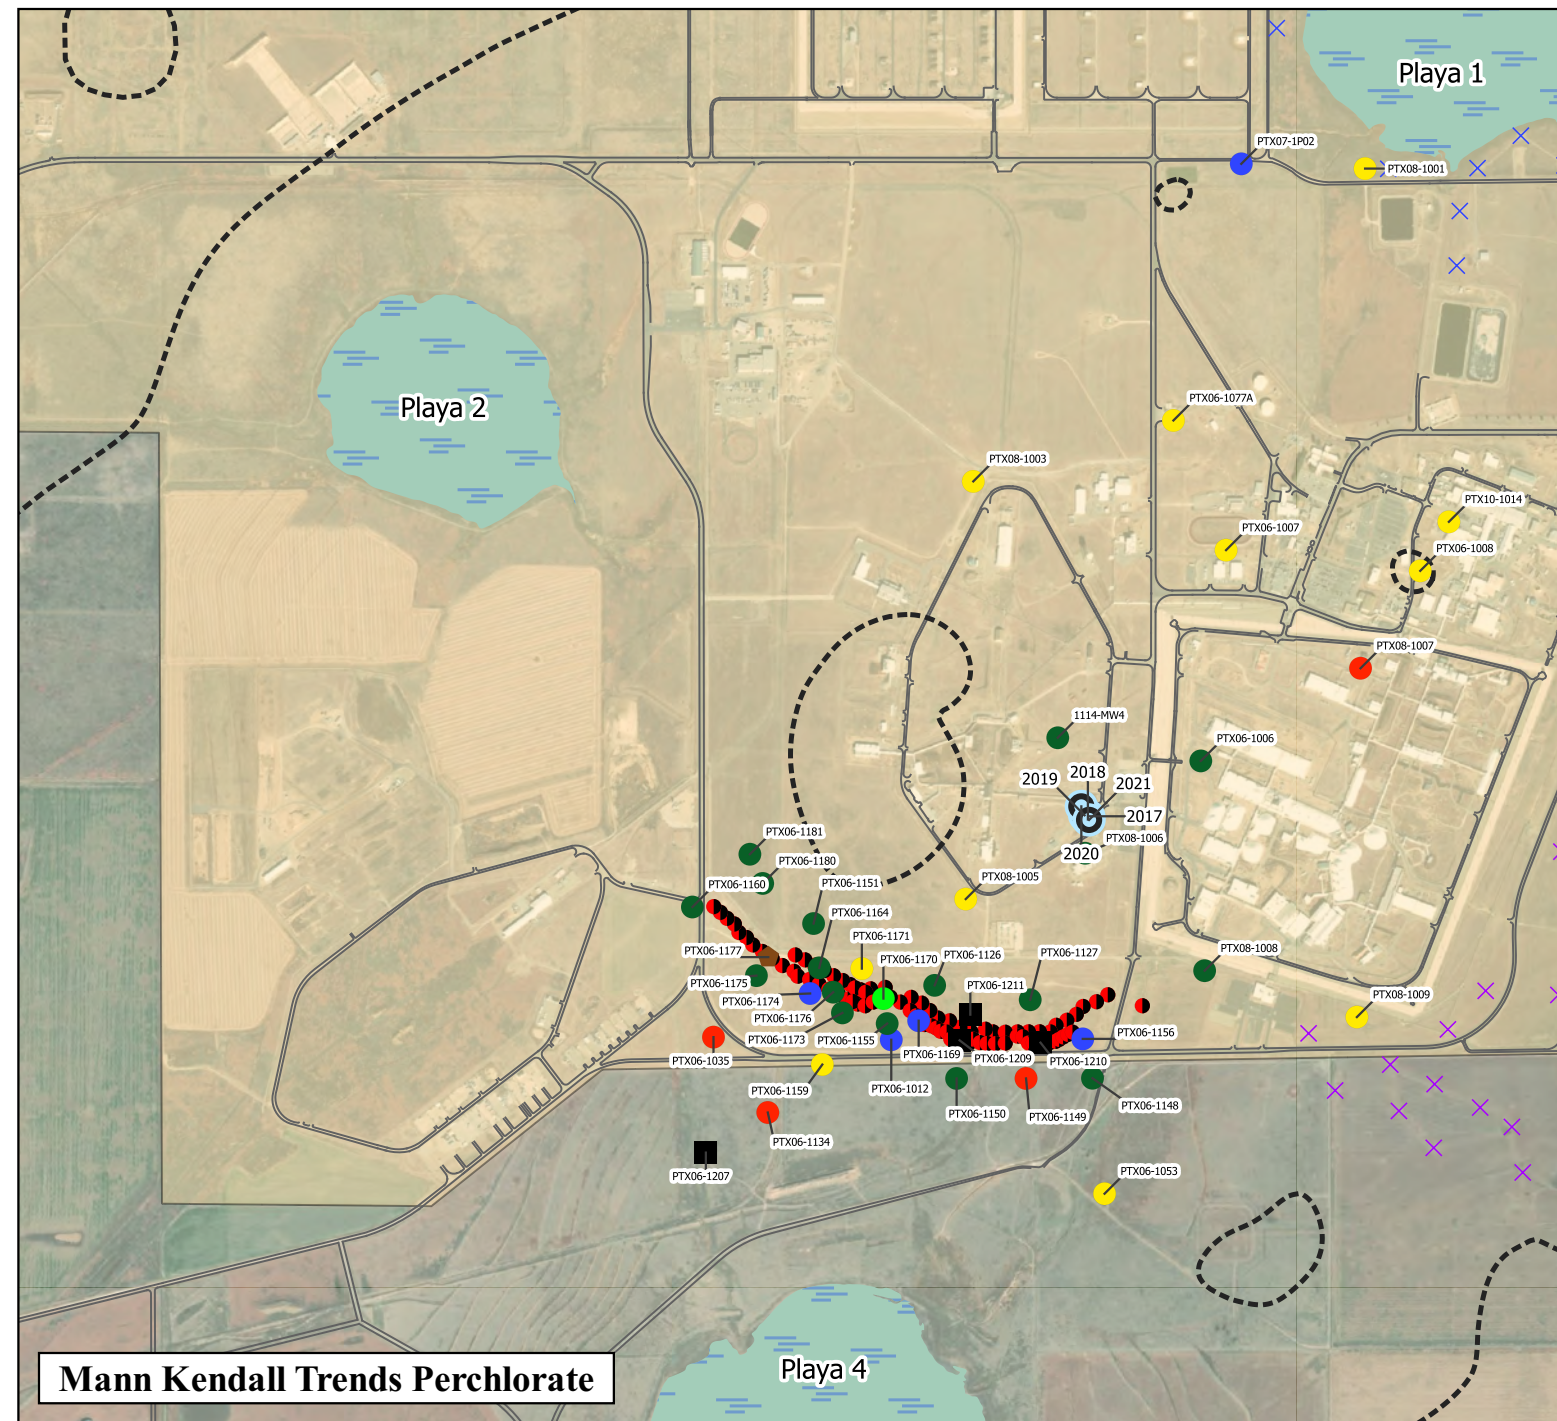 Playa 1
PTX07-1P02
PTX08-1001
Playa 2
PTX06-1077A
PTX08-1003
PTX10-1014
PTX06-1007
PTX06-1008
PTX08-1007
1114-MW4
PTX06-1006
2019
2018
2021
2017
2020
PTX08-1006
PTX06-1181
PTX06-1180
PTX06-1160
PTX06-1151
PTX08-1005
PTX06-1164
PTX06-1171
PTX06-1177
PTX06-1170
PTX06-1126
PTX06-1127
PTX08-1008
PTX06-1175
PTX06-1211
PTX06-1174
PTX08-1009
PTX06-1176
PTX06-1173
PTX06-1155
PTX06-1156
PTX06-1169
PTX06-1209
PTX06-1210
PTX06-1035
PTX06-1159
PTX06-1012
PTX06-1150
PTX06-1149
PTX06-1148
PTX06-1134
PTX06-1207
PTX06-1053
Playa 4
Mann Kendall Trends Perchlorate